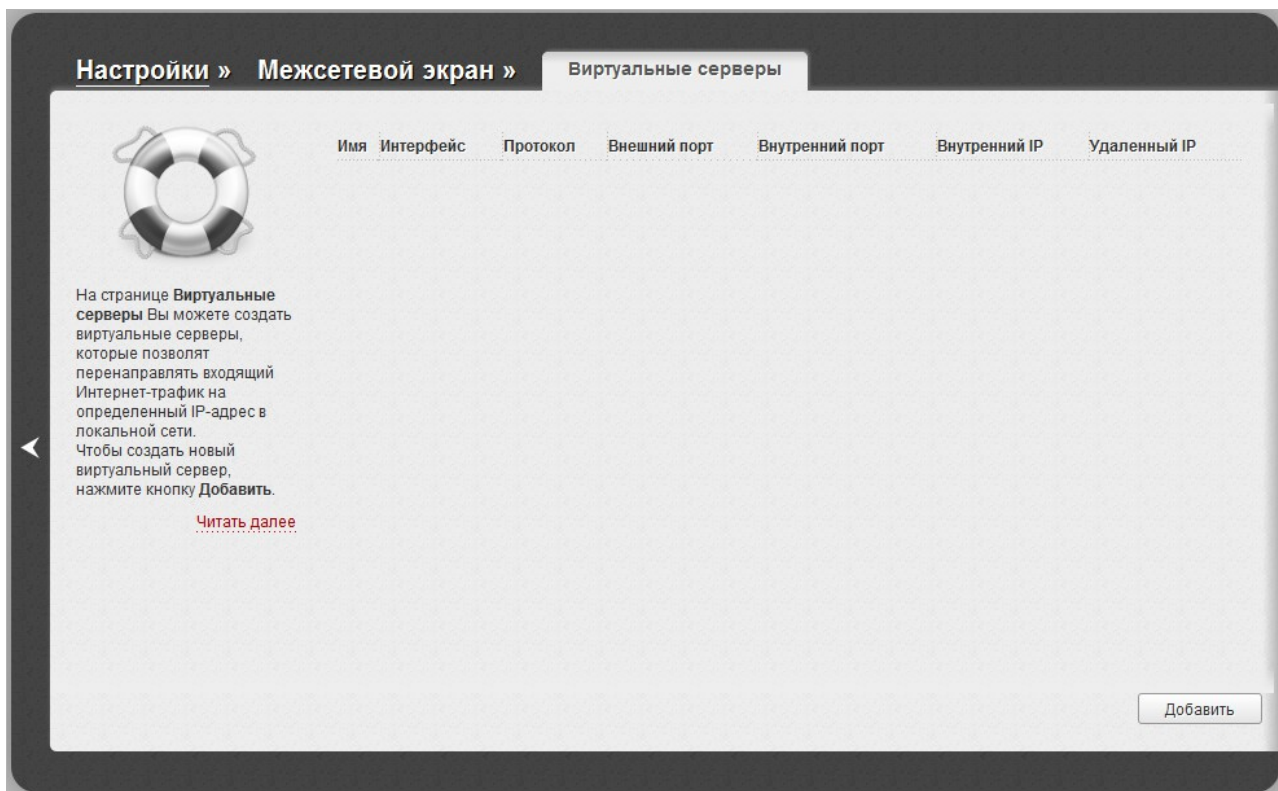 Настройки » Межсетевой экран » Виртуальные серверы
Имя Интерфейс Протокол Внешний порт Внутренний порт Внутренний IP Удаленный IP
На странице Виртуальные
серверы Вы можете создать
виртуальные серверы,
которые позволят
перенаправлять входящий
Интернет-трафик на
определенный IP-адрес в
локальной сети.
Чтобы создать новый
виртуальный сервер,
нажмите кнопку Добавить.
Читать далее
Добавить